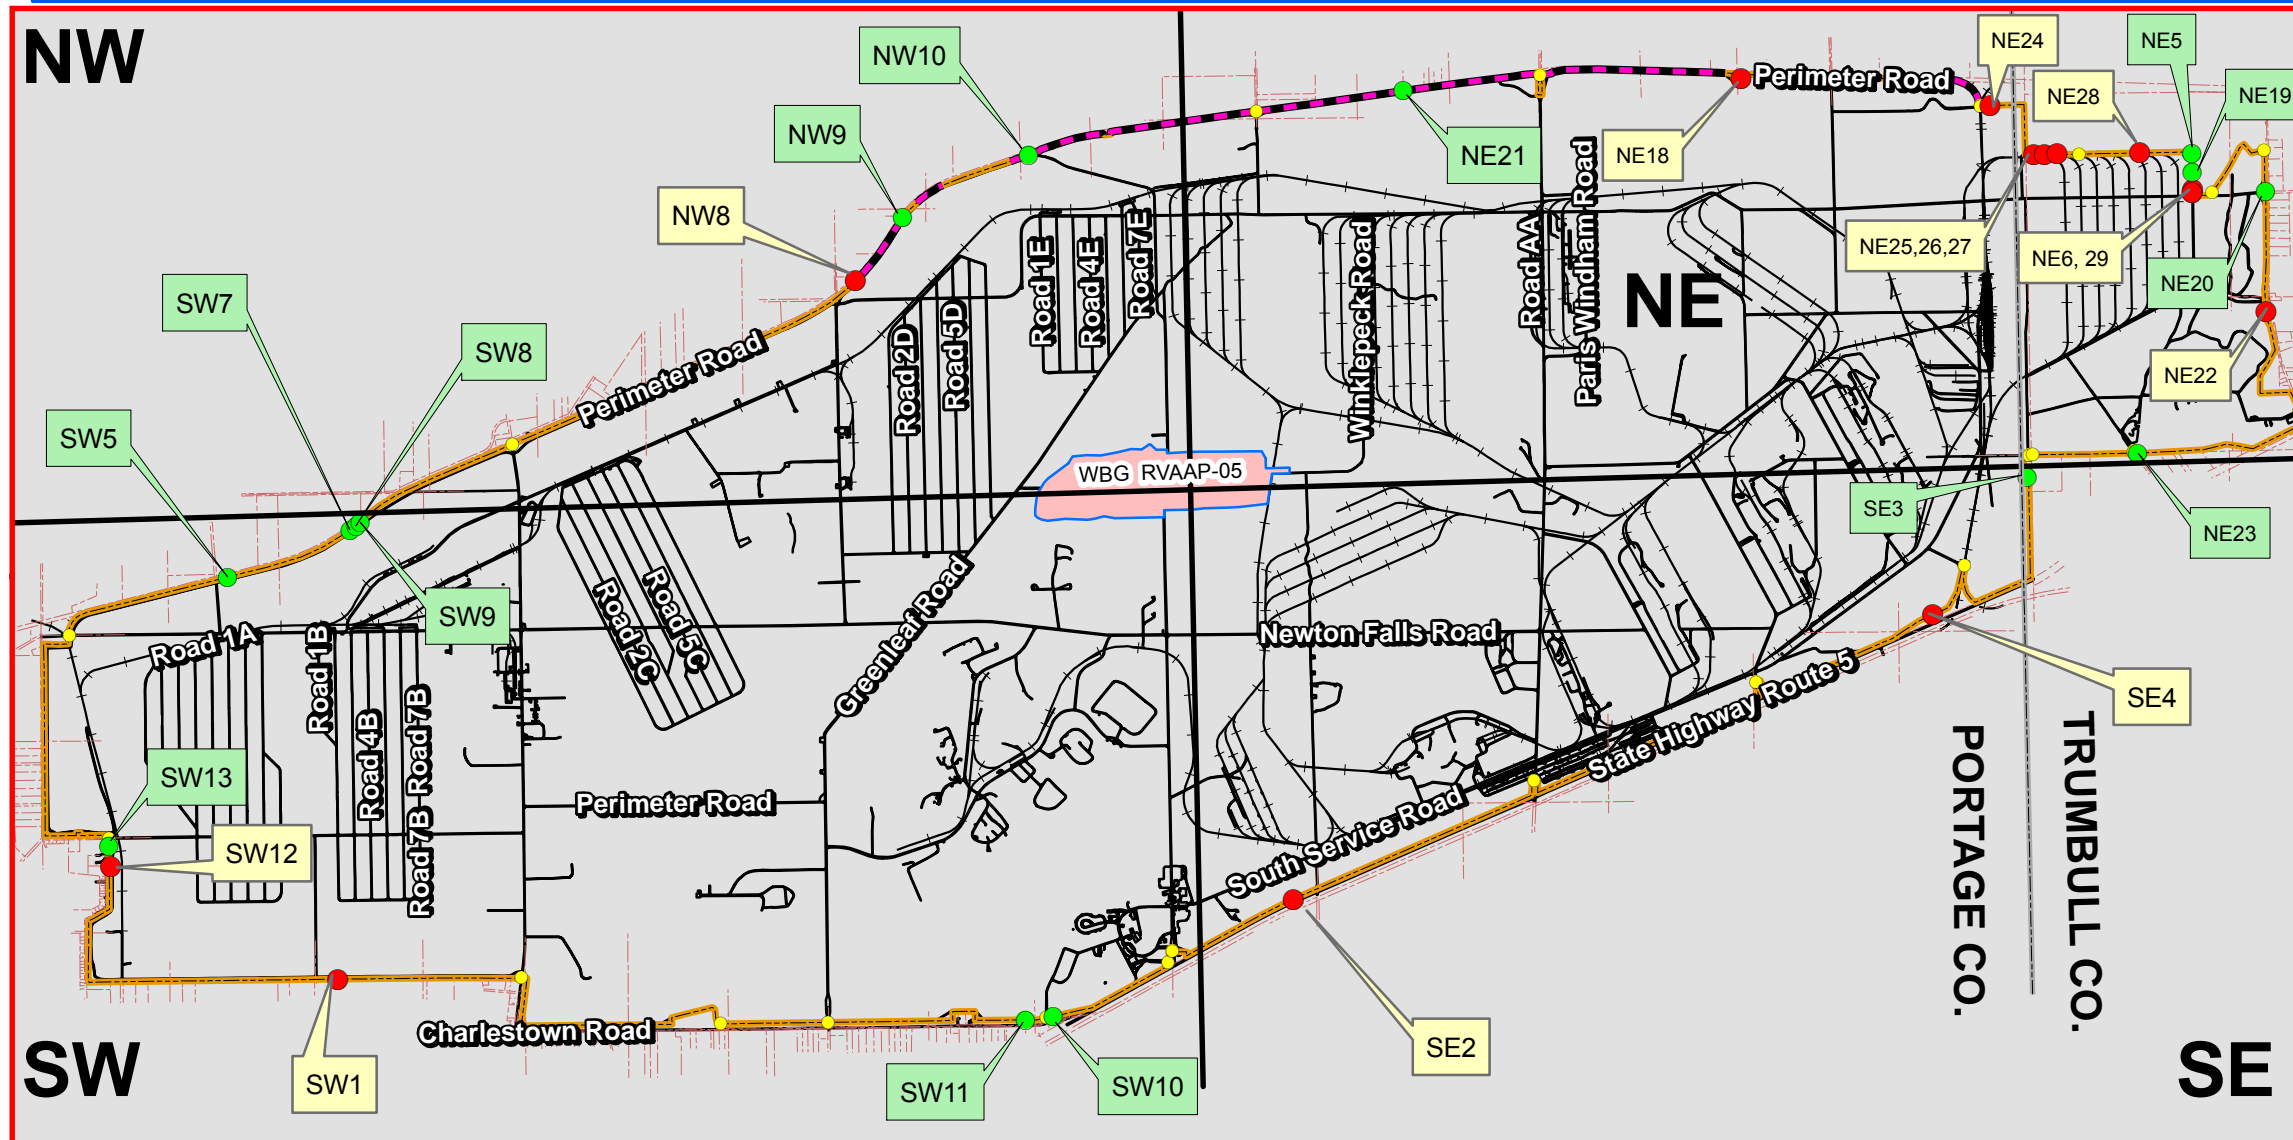 NW
NW10
NE24
NE5
Perimeter Road
NE28
NE19
NW9
NE21
NE18
NW8
NE25,26,27
NE6, 29
NE20
SW7
SW8
Road 1E
Road 4E
Road 7E
Winklepeck Road
Road AA
Paris Windham Road
NE
NE22
Perimeter Road
Road 2D
Road 5D
SW5
WBG RVAAP-05
SE3
NE23
SW9
Road 2C
Road 5C
Greenleaf Road
Newton Falls Road
Road 1A
Road 1B
Road 4B
Road 7B Road 7B
SE4
State Highway Route 5
SW13
SW12
Perimeter Road
South Service Road
PORTAGE CO.
TRUMBULL CO.
Charlestown Road
SW
SW1
SW11
SW10
SE2
SE